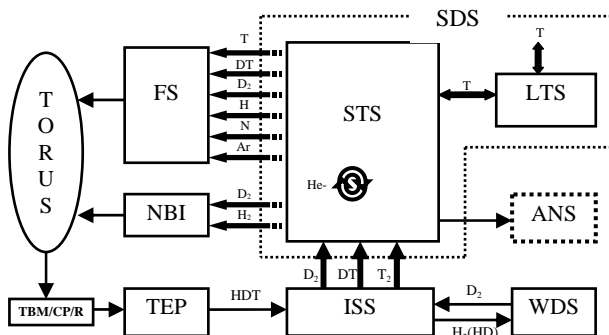 SDS
T
DT
D2
H
N
Ar
FS
STS
T
T
LTS
TORUS
He-
D2
H2
NBI
ANS
D2
DT
T2
TBM/CP/R
TEP
HDT
ISS
D2
H2(HD)
WDS